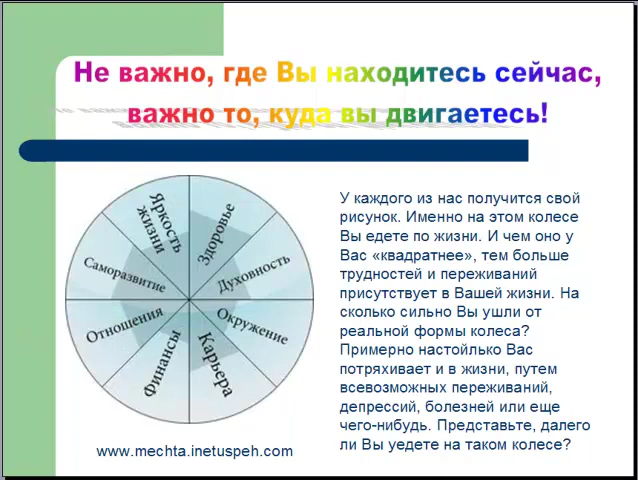 Не важно, где Вы находитесь сейчас,
важно то, куда вы двигаетесь!
Яркость
жизни
Здоровье
Саморазвитие
Духовность
Отношения
Окружение
Финансы
Карьера
www.mechta.inetuspeh.com
У каждого из нас получится свой
рисунок. Именно на этом колесе
Вы едете по жизни. И чем оно у
Вас «квадратнее», тем больше
трудностей и переживаний
присутствует в Вашей жизни. На
сколько сильно Вы ушли от
реальной формы колеса?
Примерно настойлько Вас
потряхивает и в жизни, путем
всевозможных переживаний,
депрессий, болезней или еще
чего-нибудь. Представьте, далего
ли Вы уедете на таком колесе?